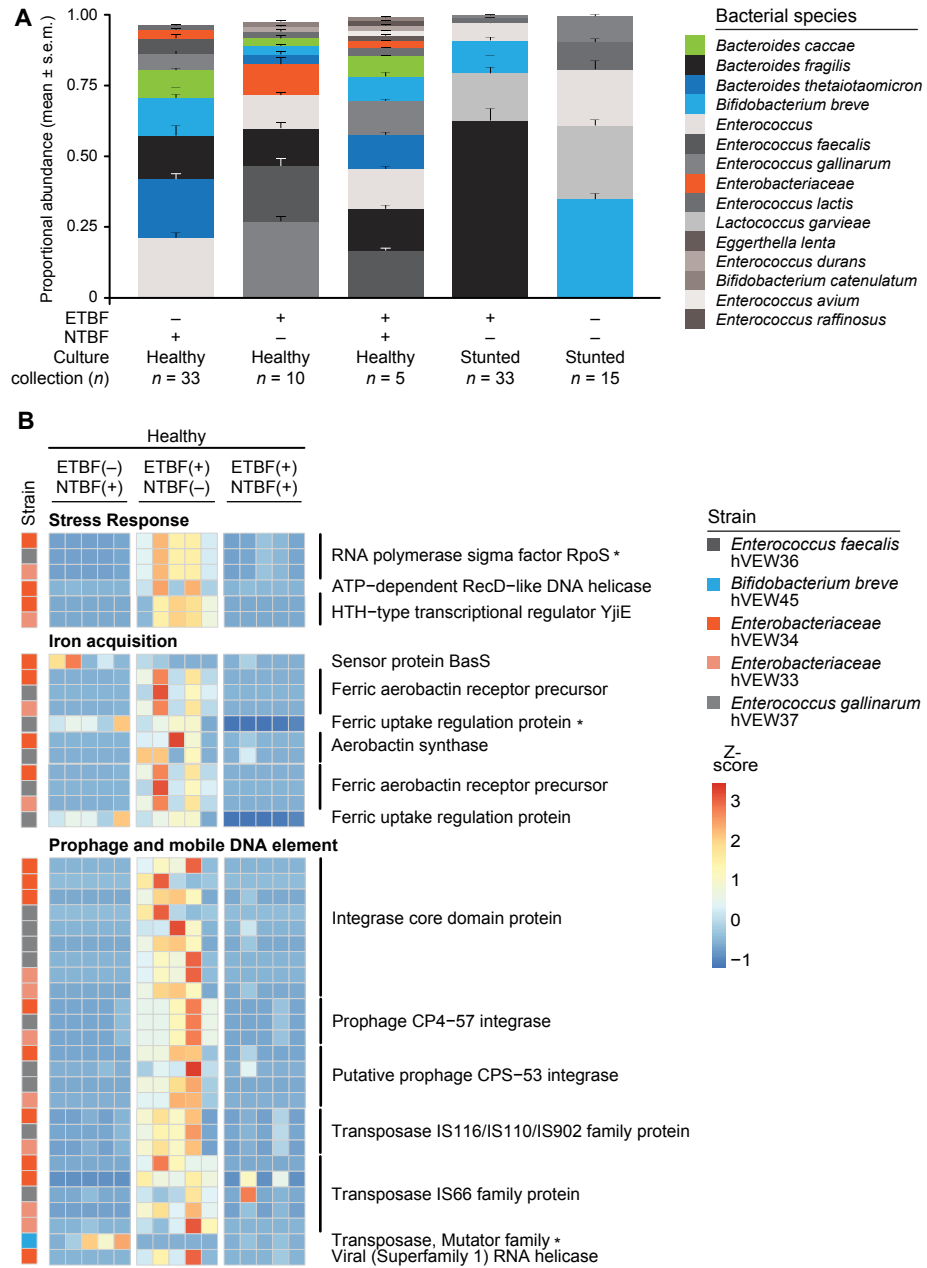 A
Proportional abundance (mean ± s.e.m.)
1.00
0.75
0.50
0.25
0
ETBF – + + + –
NTBF + – + – –
Culture Healthy Healthy Healthy Stunted Stunted
collection (n) n = 33 n = 10 n = 5 n = 33 n = 15
Bacterial species
Bacteroides caccae
Bacteroides fragilis
Bacteroides thetaiotaomicron
Bifidobacterium breve
Enterococcus
Enterococcus faecalis
Enterococcus gallinarum
Enterobacteriaceae
Enterococcus lactis
Lactococcus garvieae
Eggerthella lenta
Enterococcus durans
Bifidobacterium catenulatum
Enterococcus avium
Enterococcus raffinosus
B
Healthy
ETBF(–) ETBF(+) ETBF(+)
NTBF(+) NTBF(–) NTBF(+)
Strain
Stress Response
RNA polymerase sigma factor RpoS *
ATP−dependent RecD−like DNA helicase
HTH−type transcriptional regulator YjiE
Iron acquisition
Sensor protein BasS
Ferric aerobactin receptor precursor
Ferric uptake regulation protein *
Aerobactin synthase
Ferric aerobactin receptor precursor
Ferric uptake regulation protein
Prophage and mobile DNA element
Integrase core domain protein
Prophage CP4−57 integrase
Putative prophage CPS−53 integrase
Transposase IS116/IS110/IS902 family protein
Transposase IS66 family protein
Transposase, Mutator family *
Viral (Superfamily 1) RNA helicase
Strain
Enterococcus faecalis
hVEW36
Bifidobacterium breve
hVEW45
Enterobacteriaceae
hVEW34
Enterobacteriaceae
hVEW33
Enterococcus gallinarum
hVEW37
Z-
score
3
2
1
0
−1